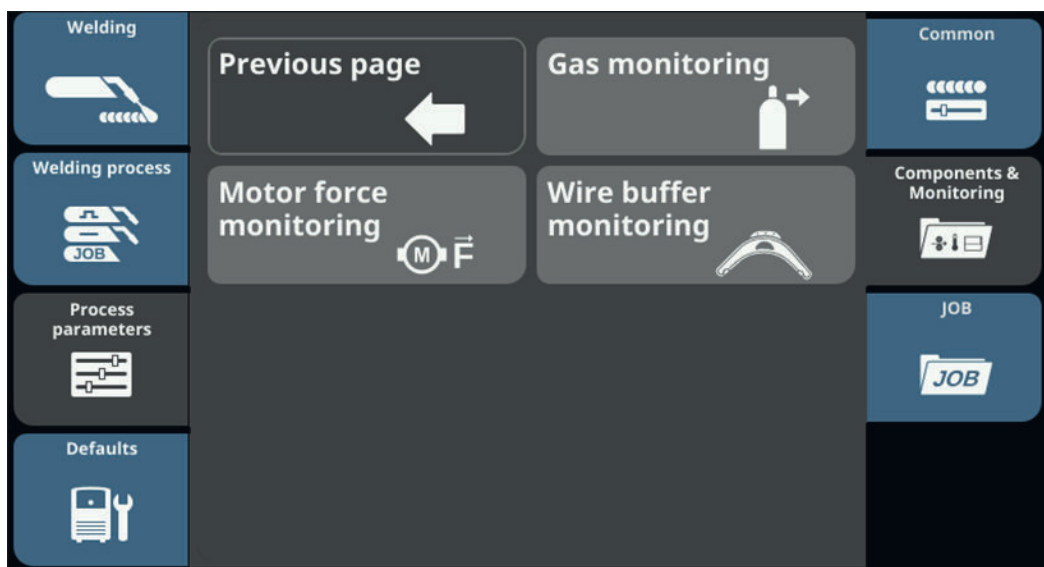 Welding
Welding process
JOB
Process
parameters
Defaults
Previous page
Gas monitoring
Motor force
monitoring
M F
Wire buffer
monitoring
Common
Components &
Monitoring
JOB
JOB